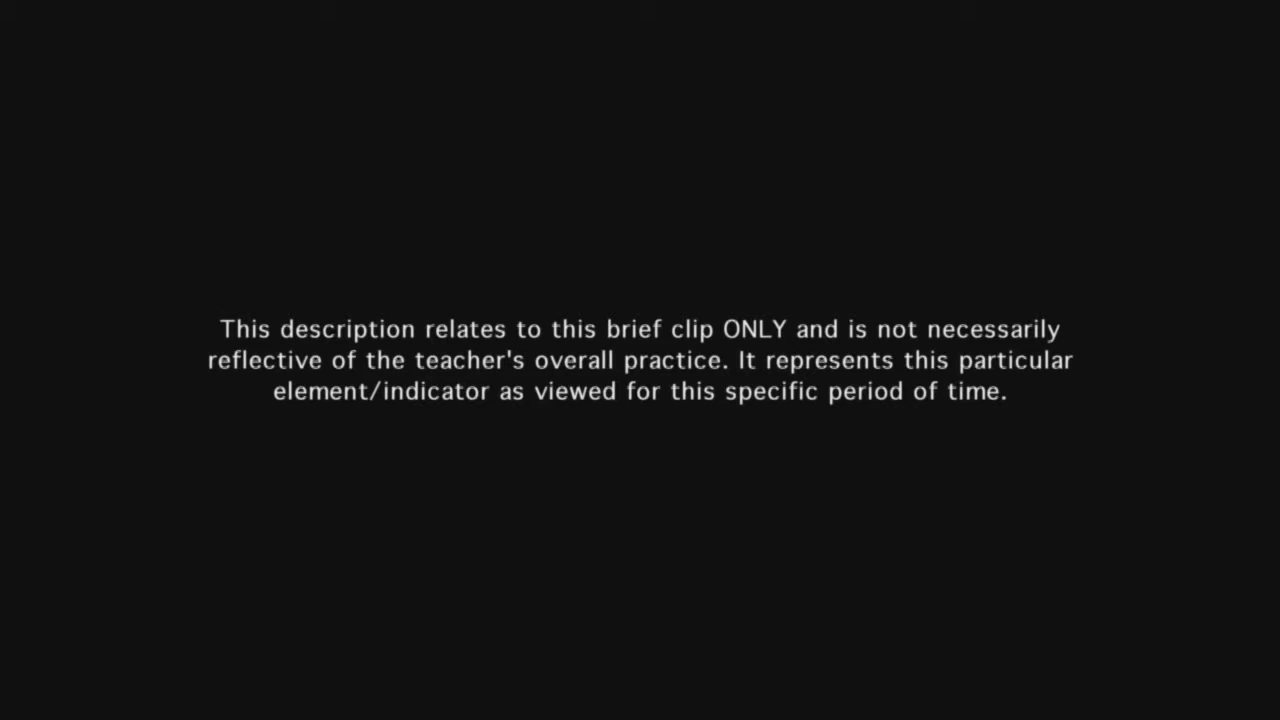 This description relates to this brief clip ONLY and is not necessarily
reflective of the teacher's overall practice. It represents this particular
element/indicator as viewed for this specific period of time.